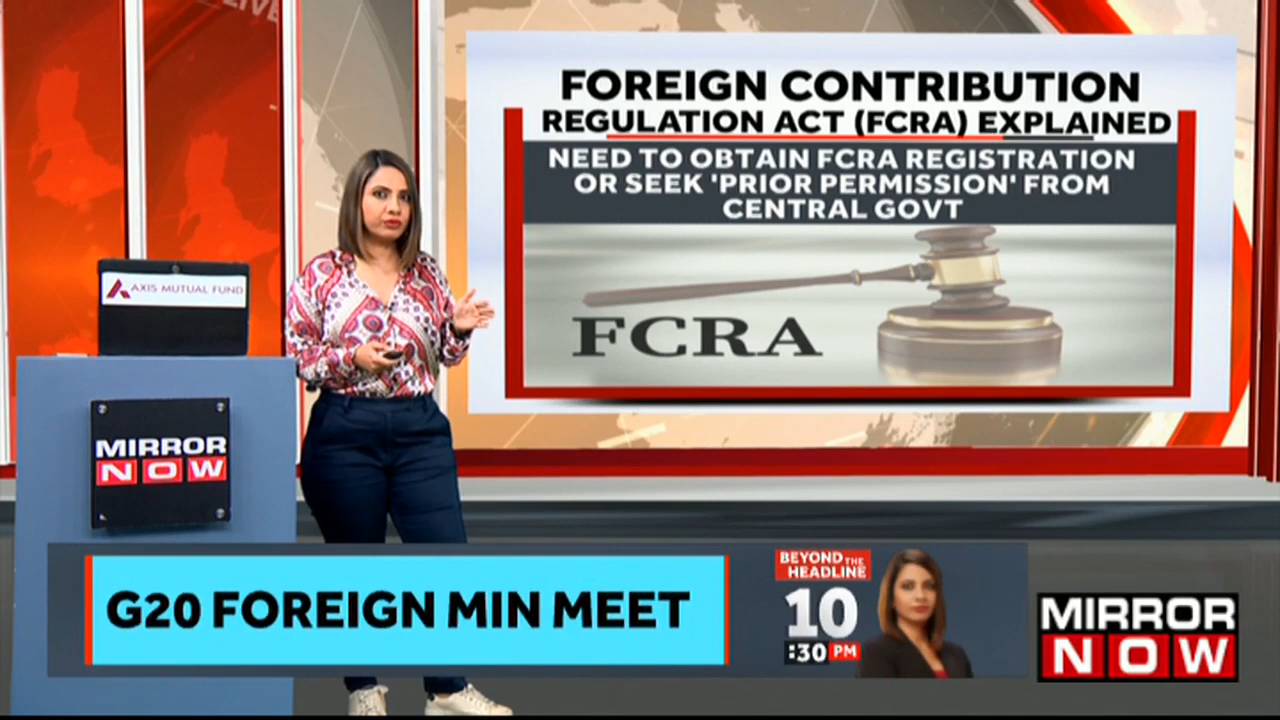 LIVE
FOREIGN CONTRIBUTION
REGULATION ACT (FCRA) EXPLAINED
NEED TO OBTAIN FCRA REGISTRATION
OR SEEK 'PRIOR PERMISSION' FROM
CENTRAL GOVT
FCRA
AXIS MUTUAL FUND
MIRROR
NOW
G20 FOREIGN MIN MEET
BEYOND THE
HEADLINE
10
:30 PM
MIRROR
NOW